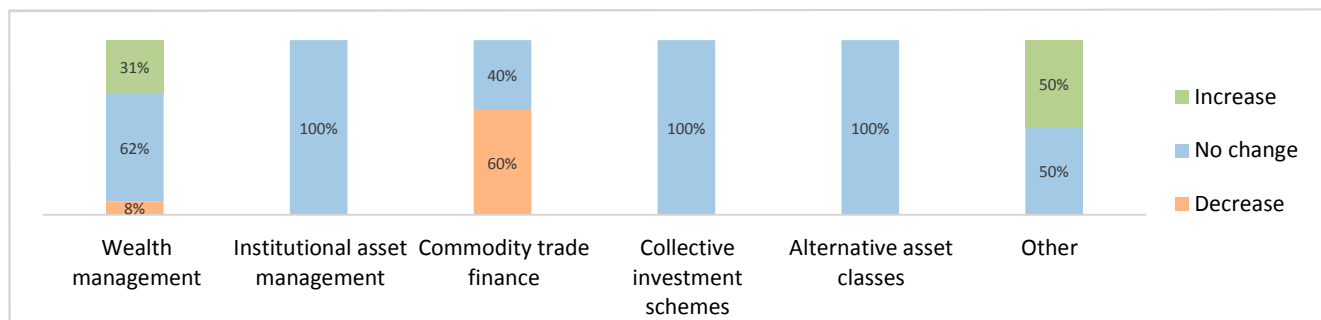 31%
62%
8%
100%
40%
60%
100%
100%
50%
50%
Increase
No change
Decrease
Wealth
management
Institutional asset
management
Commodity trade
finance
Collective
investment
schemes
Alternative asset
classes
Other